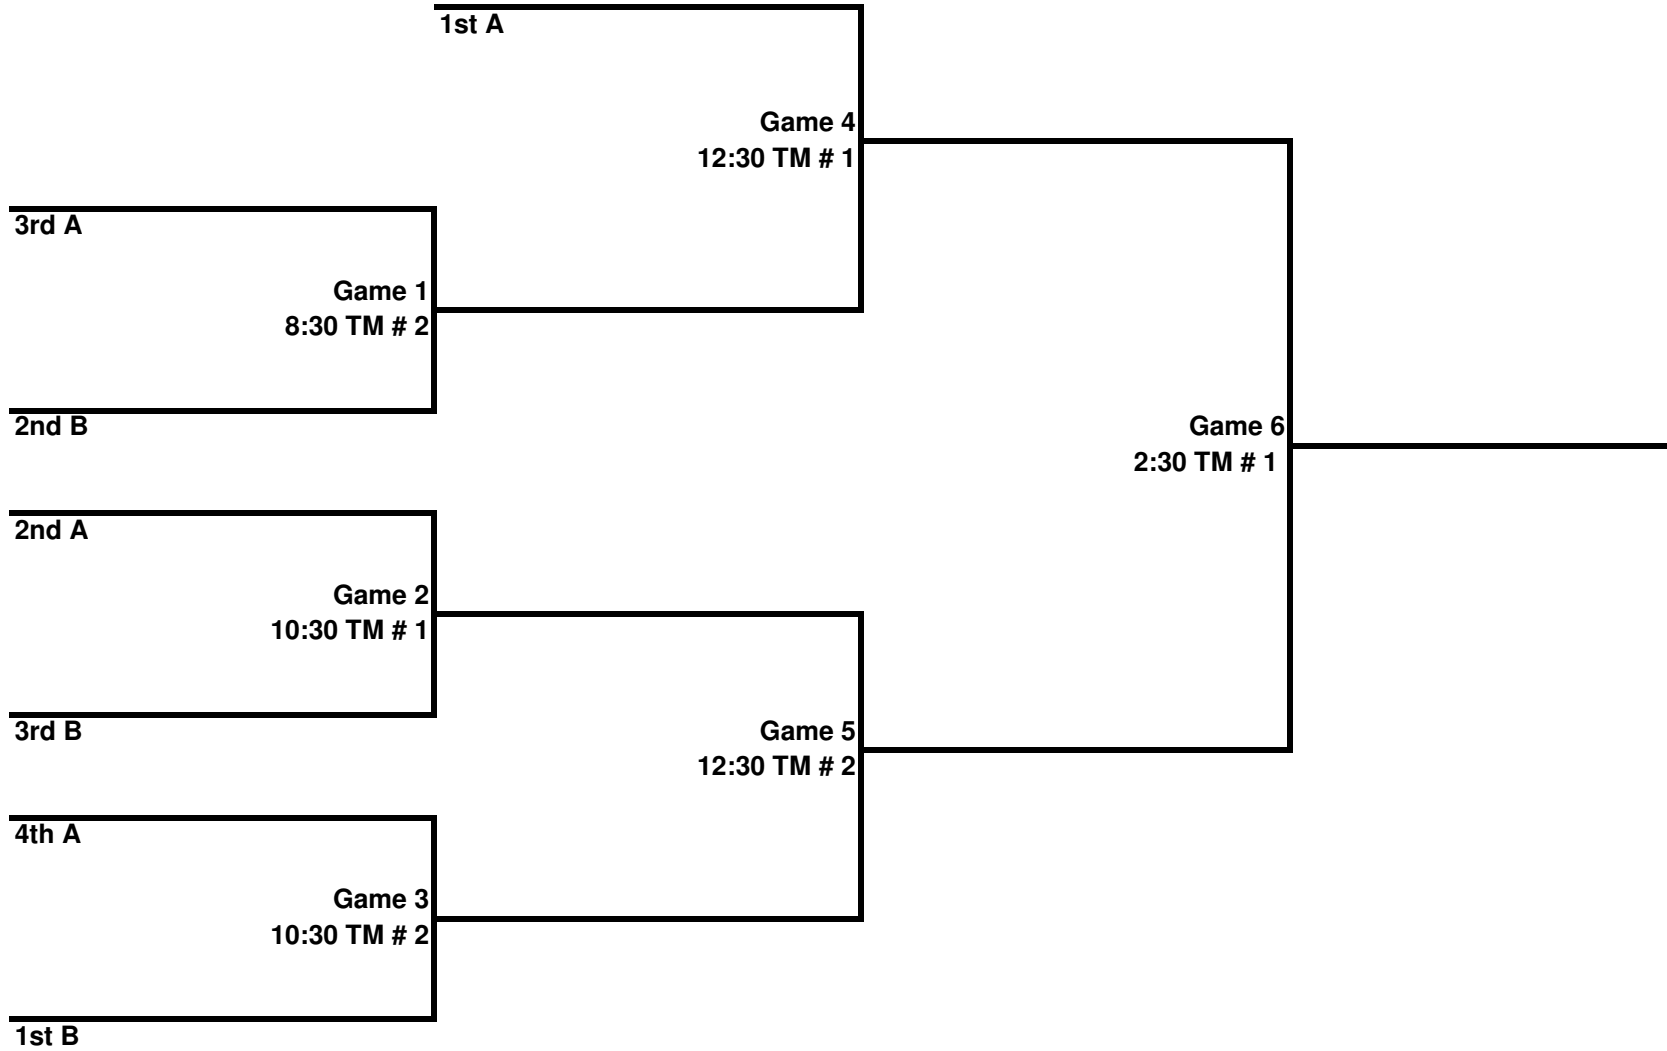 1st A
Game 4
12:30 TM # 1
3rd A
Game 1
8:30 TM # 2
2nd B
Game 6
2:30 TM # 1
2nd A
Game 2
10:30 TM # 1
3rd B
Game 5
12:30 TM # 2
4th A
Game 3
10:30 TM # 2
1st B